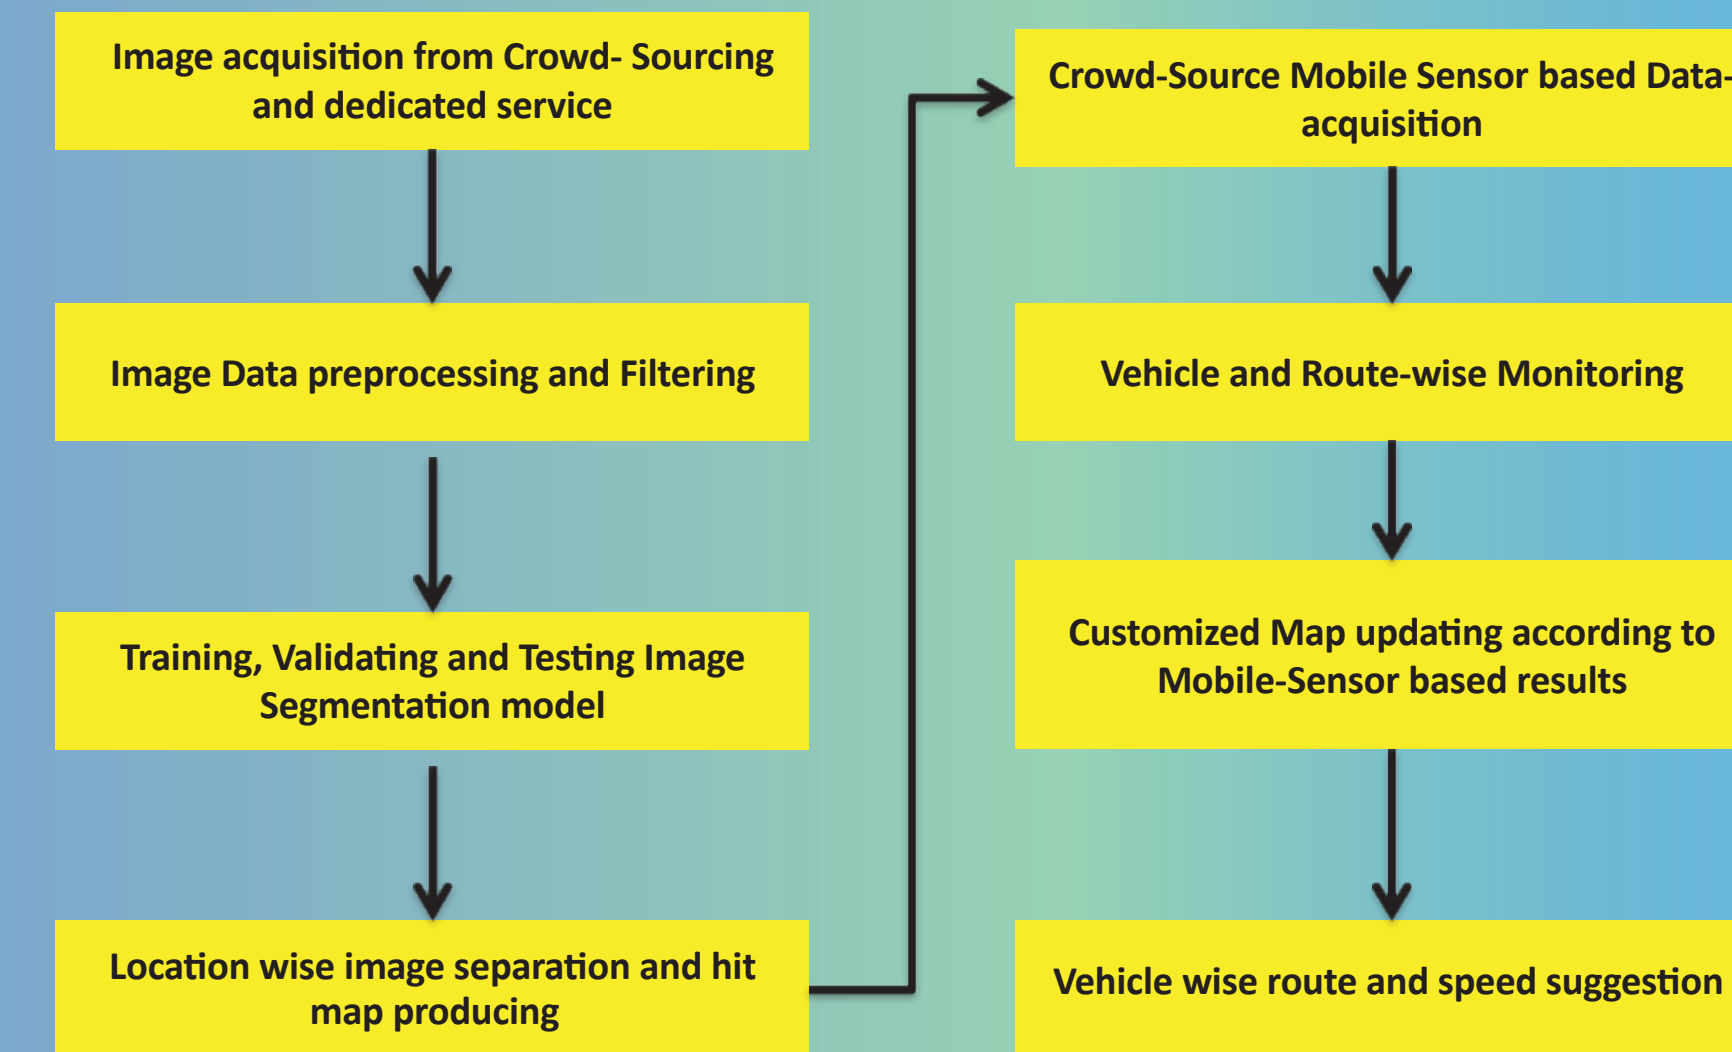 Image acquisition from Crowd- Sourcing
and dedicated service
Image Data preprocessing and Filtering
Training, Validating and Testing Image
Segmentation model
Location wise image separation and hit
map producing
Crowd-Source Mobile Sensor based Data-
acquisition
Vehicle and Route-wise Monitoring
Customized Map updating according to
Mobile-Sensor based results
Vehicle wise route and speed suggestion